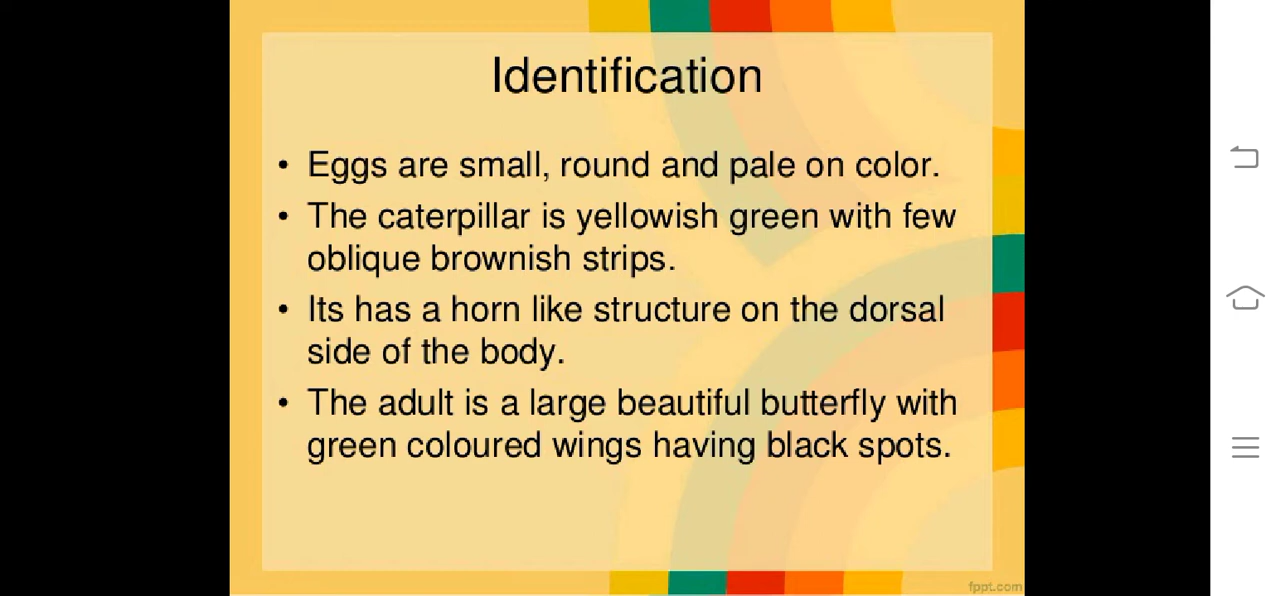 Identification
• Eggs are small, round and pale on color.
• The caterpillar is yellowish green with few
oblique brownish strips.
• Its has a horn like structure on the dorsal
side of the body.
• The adult is a large beautiful butterfly with
green coloured wings having black spots.
fppt.com